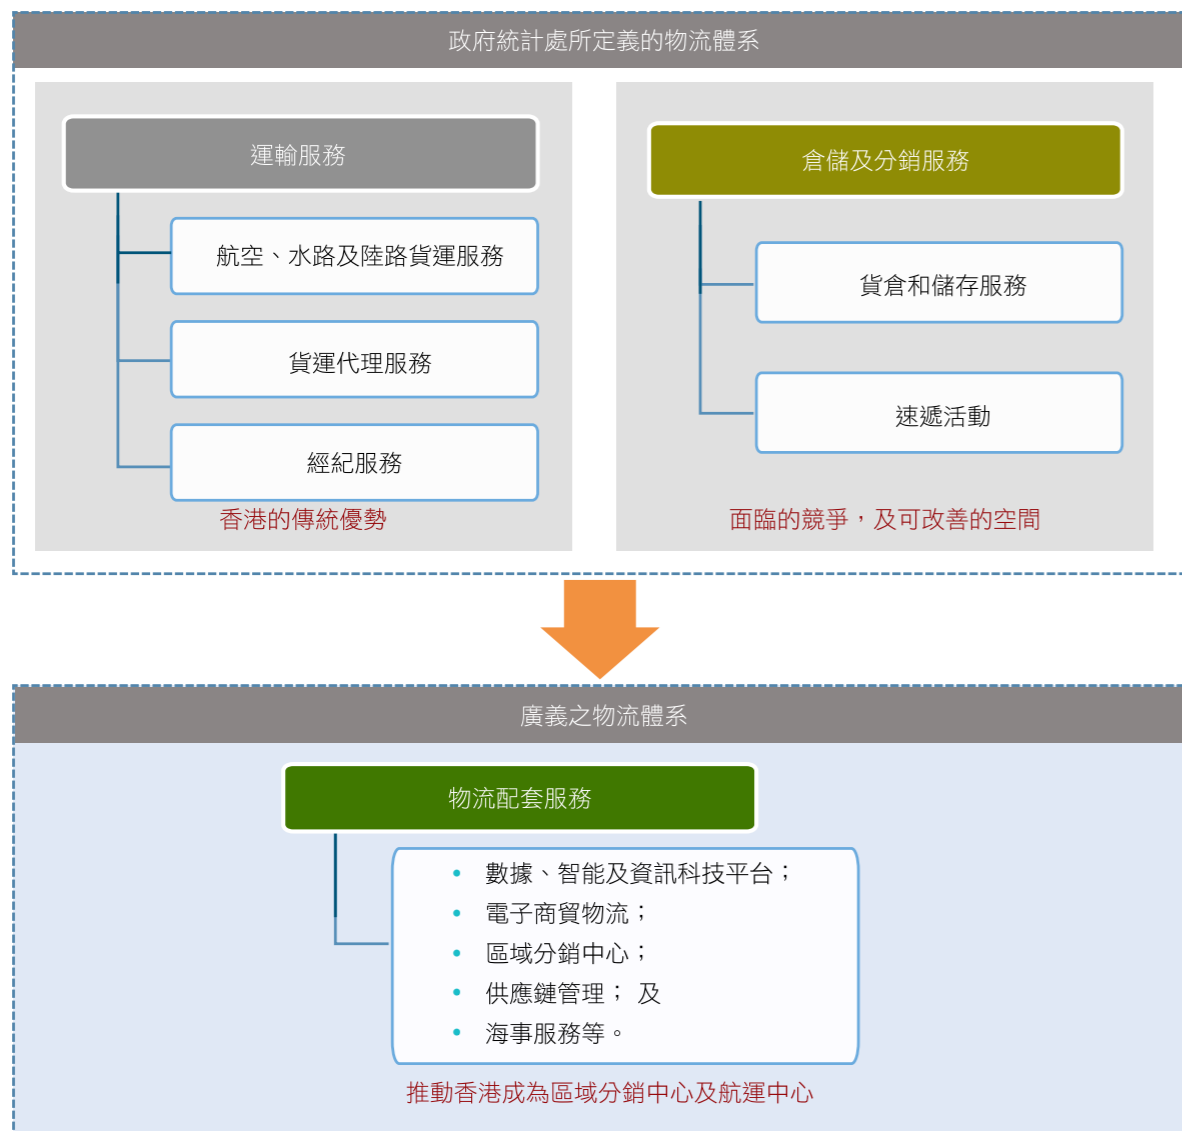 政府統計處所定義的物流體系
運輸服務
航空、水路及陸路貨運服務
貨運代理服務
經紀服務
香港的傳統優勢
倉儲及分銷服務
貨倉和儲存服務
速遞活動
面臨的競爭，及可改善的空間
廣義之物流體系
物流配套服務
• 數據、智能及資訊科技平台；
• 電子商貿物流；
• 區域分銷中心；
• 供應鏈管理； 及
• 海事服務等。
推動香港成為區域分銷中心及航運中心